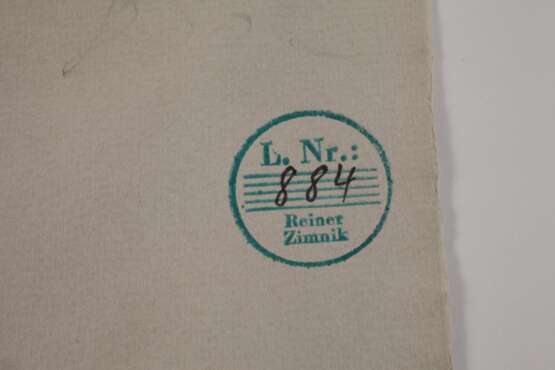 L. Nr.:
884
Reiner
Zimnik